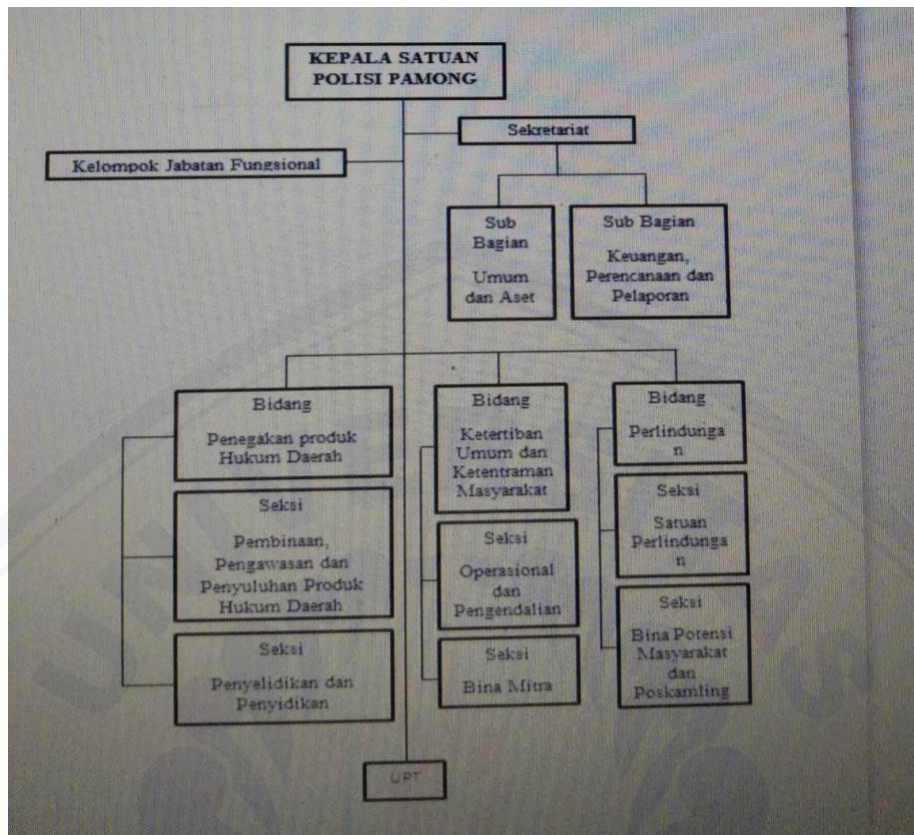 KEPALA SATUAN
POLISI PAMONG
Sekretariat
Kelompok Jabatan Fungsional
Sub
Bagian
Umum
dan Aset
Sub Bagian
Keuangan,
Perencanaan dan
Pelaporan
Bidang
Penegakan produk
Hukum Daerah
Seksi
Pembinaan,
Pengawasan dan
Penyuluhan Produk
Hukum Daerah
Seksi
Penyelidikan dan
Penyidikan
Bidang
Ketertiban
Umum dan
Ketentraman
Masyarakat
Seksi
Operasional
dan
Pengendalian
Seksi
Bina Mitra
Bidang
Perlindunga
n
Seksi
Satuan
Perlindunga
n
Seksi
Bina Potensi
Masyarakat
dan
Poskamling
UPT